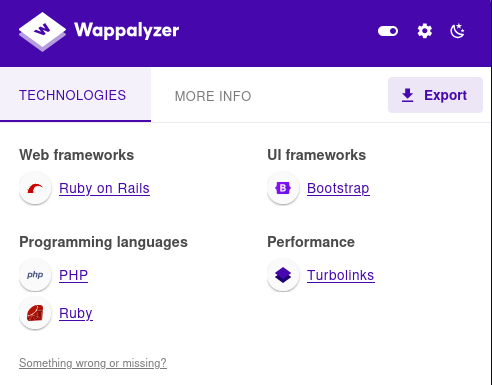 Wappalyzer
TECHNOLOGIES
MORE INFO
Export
Web frameworks
Ruby on Rails
UI frameworks
B
Bootstrap
Programming languages
php
PHP
Ruby
Performance
Turbolinks
Something wrong or missing?